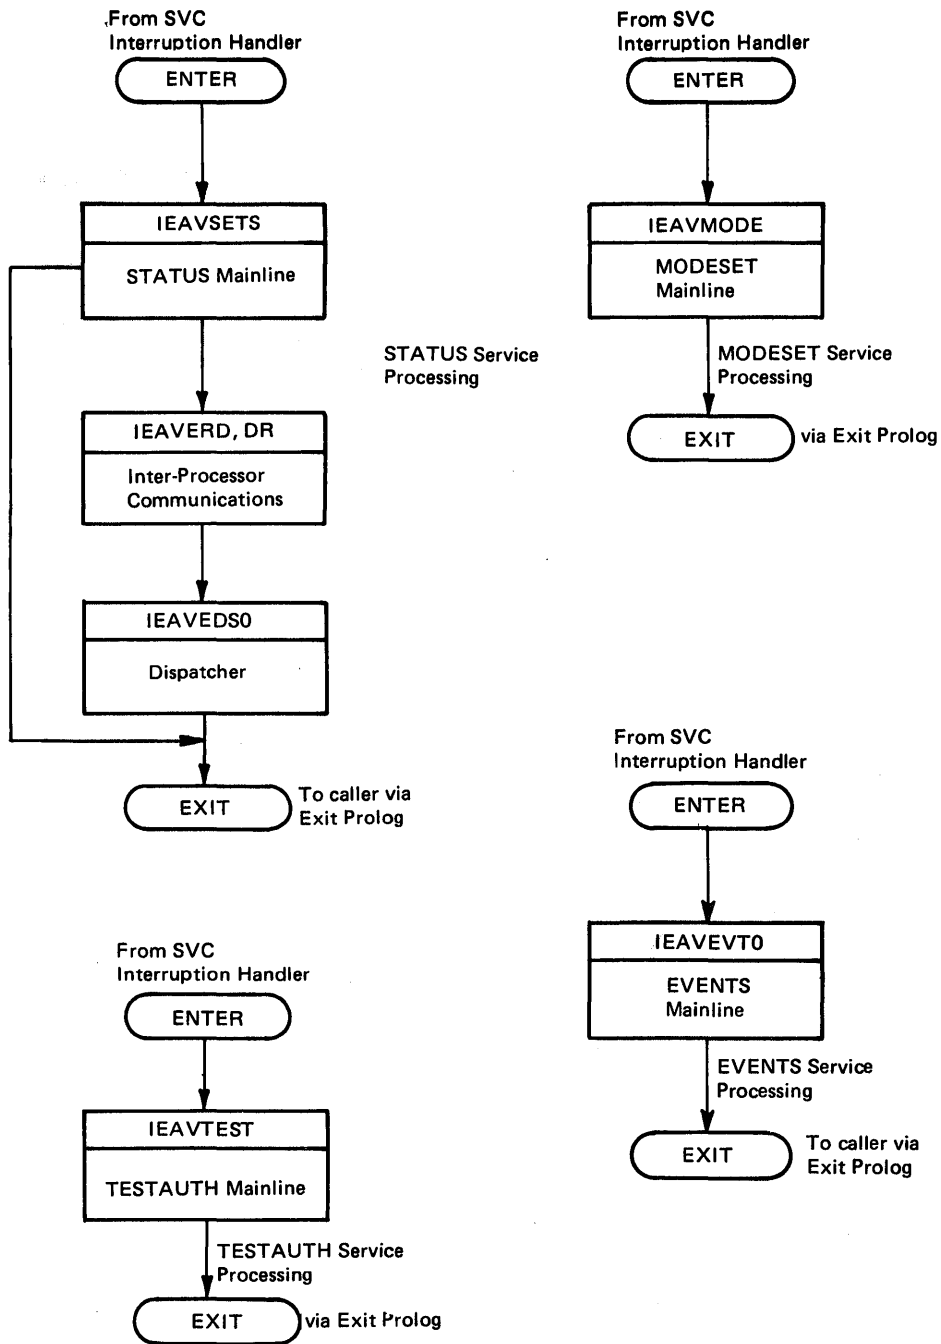 From SVC
Interruption Handler
ENTER
IEAVSETS
STATUS Mainline
STATUS Service
Processing
IEAVERD, DR
Inter-Processor
Communications
IEAVEDS0
Dispatcher
EXIT
To caller via
Exit Prolog
From SVC
Interruption Handler
ENTER
IEAVMODE
MODESET
Mainline
MODESET Service
Processing
EXIT
via Exit Prolog
From SVC
Interruption Handler
ENTER
IEAVTEST
TESTAUTH Mainline
TESTAUTH Service
Processing
EXIT
via Exit Prolog
From SVC
Interruption Handler
ENTER
IEAVEVT0
EVENTS
Mainline
EVENTS Service
Processing
EXIT
To caller via
Exit Prolog